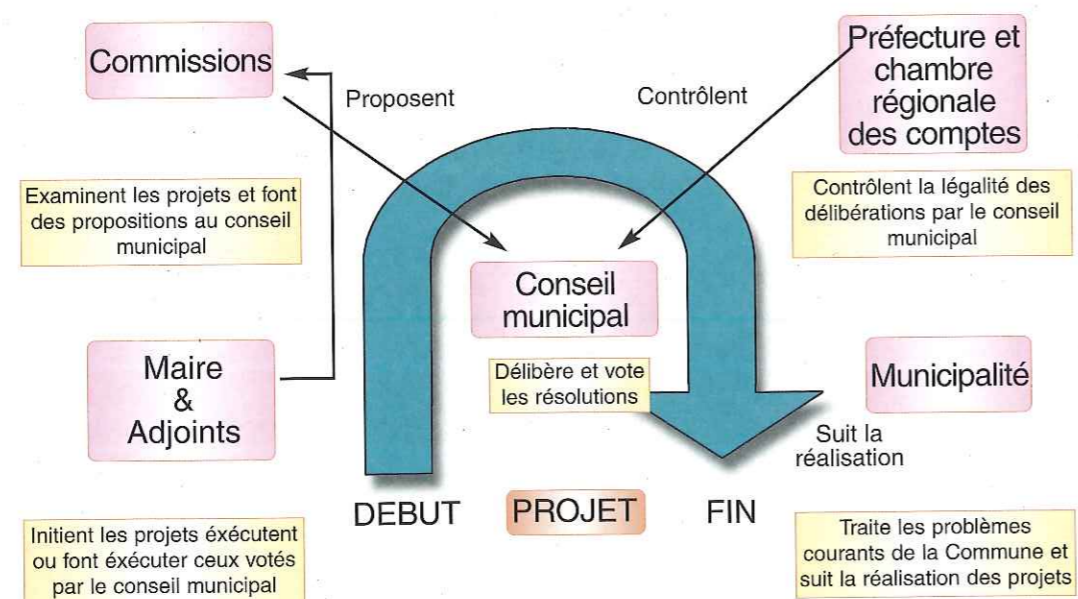 Commissions
Proposent
Examinent les projets et font
des propositions au conseil
municipal
Maire
&
Adjoints
Initient les projets éxécutent
ou font éxécuter ceux votés
par le conseil municipal
Conseil
municipal
Délibère et vote
les résolutions
DEBUT
PROJET
FIN
Contrôlent
Préfecture et
chambre
régionale
des comptes
Contrôlent la légalité des
délibérations par le conseil
municipal
Municipalité
Suit la
réalisation
Traite les problèmes
courants de la Commune et
suit la réalisation des projets